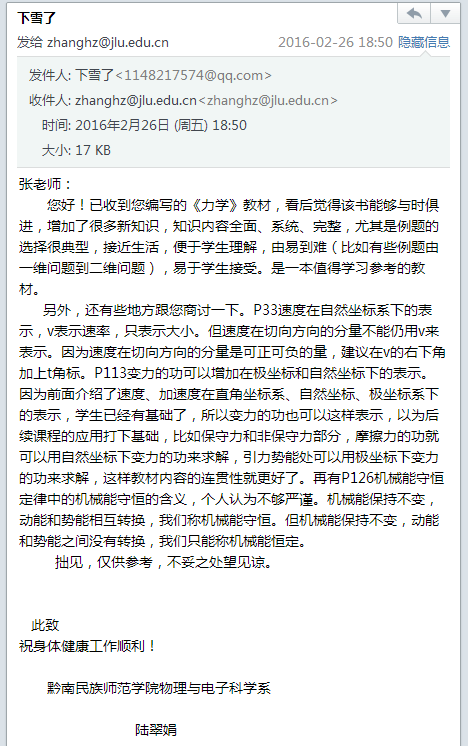 下雪了
发给 zhanghz@jlu.edu.cn 2016-02-26 18:50 隐藏信息
发件人: 下雪了<1148217574@qq.com>
收件人: zhanghz@jlu.edu.cn<zhanghz@jlu.edu.cn>
时间: 2016年2月26日 (周五) 18:50
大小: 17 KB
张老师：
您好！已收到您编写的《力学》教材，看后觉得该书能够与时俱
进，增加了很多新知识，知识内容全面、系统、完整，尤其是例题的
选择很典型，接近生活，便于学生理解，由易到难（比如有些例题由
一维问题到二维问题），易于学生接受。是一本值得学习参考的教
材。
另外，还有些地方跟您商讨一下。P33速度在自然坐标系下的表
示，v表示速率，只表示大小。但速度在切向方向的分量不能仍用v来
表示。因为速度在切向方向的分量是可正可负的量，建议在v的右下角
加上t角标。P113变力的功可以增加在极坐标和自然坐标下的表示。
因为前面介绍了速度、加速度在直角坐标系、自然坐标、极坐标系下
的表示，学生已经有基础了，所以变力的功也可以这样表示，以为后
续课程的应用打下基础，比如保守力和非保守力部分，摩擦力的功就
可以用自然坐标下变力的功来求解，引力势能处可以用极坐标下变力
的功来求解，这样教材内容的连贯性就更好了。再有P126机械能守恒
定律中的机械能守恒的含义，个人认为不够严谨。机械能保持不变，
动能和势能相互转换，我们称机械能守恒。但机械能保持不变，动能
和势能之间没有转换，我们只能称机械能恒定。
拙见，仅供参考，不妥之处望见谅。
此致
祝身体健康工作顺利！
黔南民族师范学院物理与电子科学系
陆翠娟